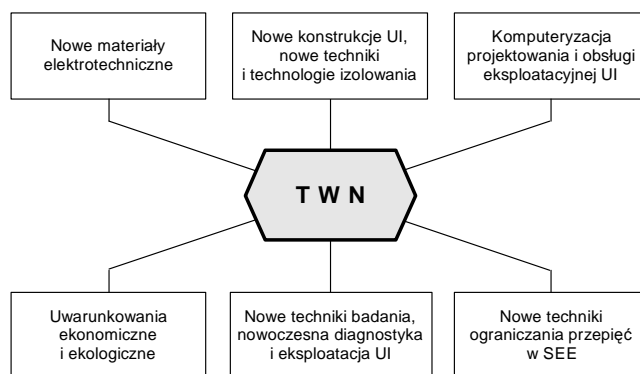 Nowe materiały
elektrotechniczne
Nowe konstrukcje UI,
nowe techniki
i technologie izolowania
Komputeryzacja
projektowania i obsługi
eksploatacyjnej UI
T W N
Uwarunkowania
ekonomiczne
i ekologiczne
Nowe techniki badania,
nowoczesna diagnostyka
i eksploatacja UI
Nowe techniki
ograniczania przepięć
w SEE